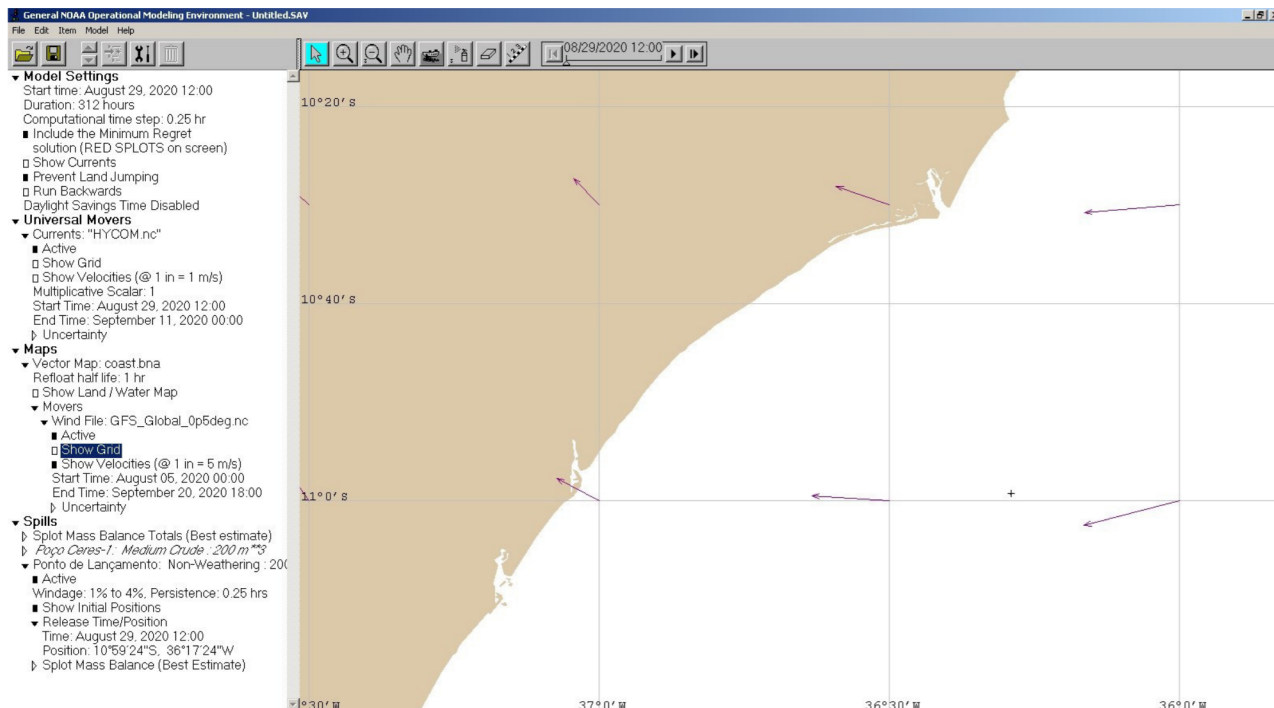 General NOAA Operational Modeling Environment - Untitled.SAV
File Edit Item Model Help
08/29/2020 12:00
Model Settings
Start time: August 29, 2020 12:00
Duration: 312 hours
Computational time step: 0.25 hr
Include the Minimum Regret
solution (RED SPLOTS on screen)
Show Currents
Prevent Land Jumping
Run Backwards
Daylight Savings Time Disabled
Universal Movers
Currents: "HYCOM.nc"
Active
Show Grid
Show Velocities (@ 1 in = 1 m/s)
Multiplicative Scalar: 1
Start Time: August 29, 2020 12:00
End Time: September 11, 2020 00:00
Uncertainty
Maps
Vector Map: coast.bna
Refloat half life: 1 hr
Show Land / Water Map
Movers
Wind File: GFS_Global_0p5deg.nc
Active
Show Grid
Show Velocities (@ 1 in = 5 m/s)
Start Time: August 05, 2020 00:00
End Time: September 20, 2020 18:00
Uncertainty
Spills
Splot Mass Balance Totals (Best estimate)
Poço Ceres-1: Medium Crude : 200 m**3
Ponto de Lançamento: Non-Weathering : 200
Active
Windage: 1% to 4%, Persistence: 0.25 hrs
Show Initial Positions
Release Time/Position
Time: August 29, 2020 12:00
Position: 10°59'24"S, 36°17'24"W
Splot Mass Balance (Best Estimate)
10°20' S
10°40' S
11°0' S
°30' W 37°0' W 36°30' W 36°0' W